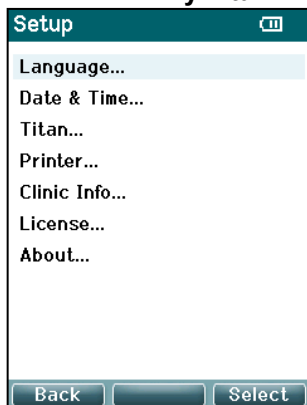 Setup
Language...
Date & Time...
Titan...
Printer...
Clinic Info...
License...
About...
Back Select